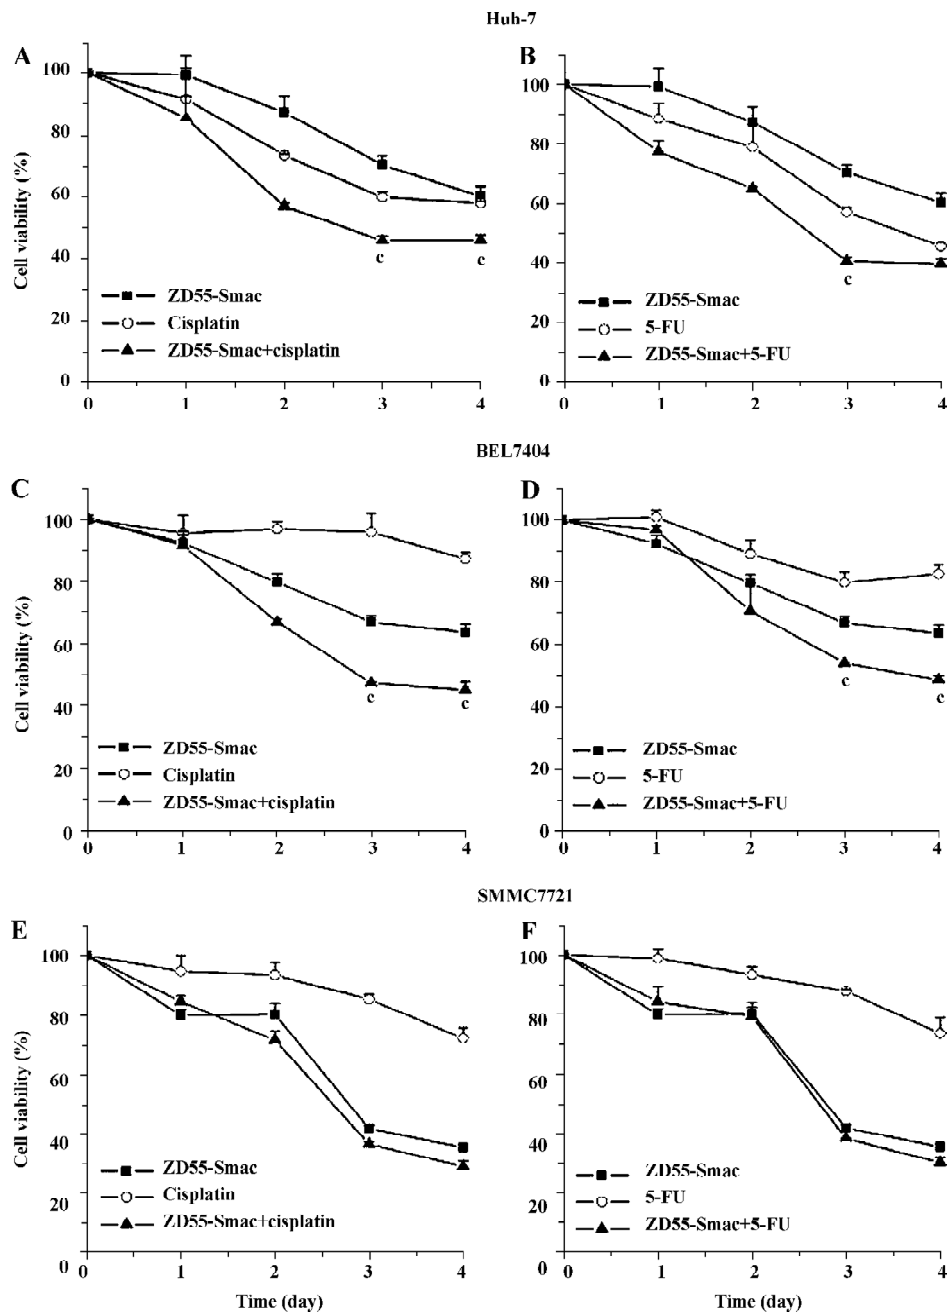 Huh-7
A
B
Cell viability (%)
100
80
60
40
20
0
c
c
ZD55-Smac
Cisplatin
ZD55-Smac+cisplatin
0 1 2 3 4
100
80
60
40
20
0
c
ZD55-Smac
5-FU
ZD55-Smac+5-FU
0 1 2 3 4
BEL7404
C
D
Cell viability (%)
100
80
60
40
20
0
c
c
ZD55-Smac
Cisplatin
ZD55-Smac+cisplatin
0 1 2 3 4
100
80
60
40
20
0
c
c
ZD55-Smac
5-FU
ZD55-Smac+5-FU
0 1 2 3 4
SMMC7721
E
F
Cell viability (%)
100
80
60
40
20
0
ZD55-Smac
Cisplatin
ZD55-Smac+cisplatin
0 1 2 3 4
Time (day)
100
80
60
40
20
0
ZD55-Smac
5-FU
ZD55-Smac+5-FU
0 1 2 3 4
Time (day)